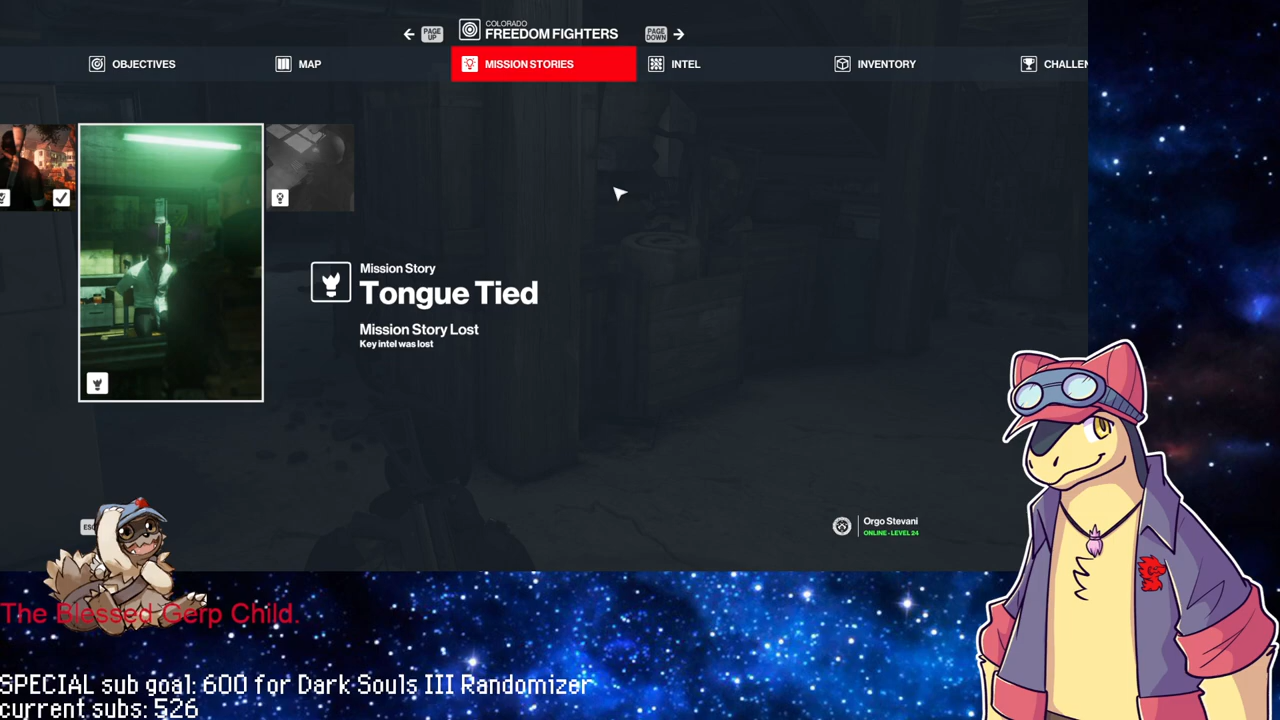 COLORADO
PAGE UP
FREEDOM FIGHTERS
PAGE DOWN
OBJECTIVES
MAP
MISSION STORIES
INTEL
INVENTORY
CHALLEN
Mission Story
Tongue Tied
Mission Story Lost
Key intel was lost
ESC
Orgo Stevani
ONLINE - LEVEL 24
The Blessed Gerp Child.
SPECIAL sub goal: 600 for Dark Souls III Randomizer
current subs: 526